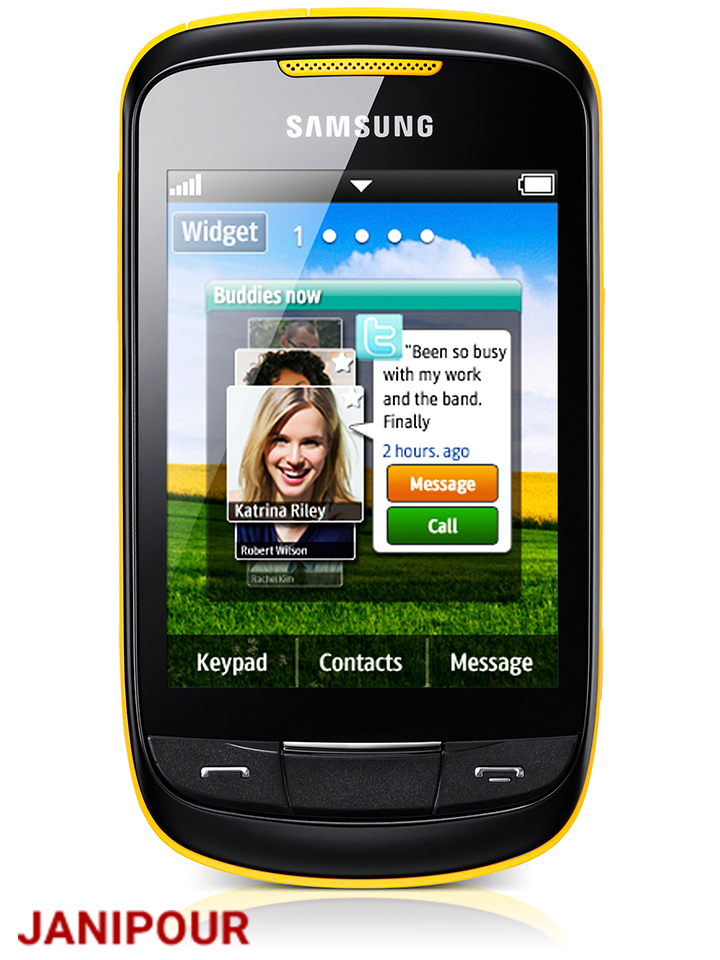 SAMSUNG
Widget
1
Buddies now
"Been so busy
with my work
and the band.
Finally
2 hours. ago
Message
Call
Katrina Riley
Robert Wilson
Rachel Kim
Keypad
Contacts
Message
JANIPOUR